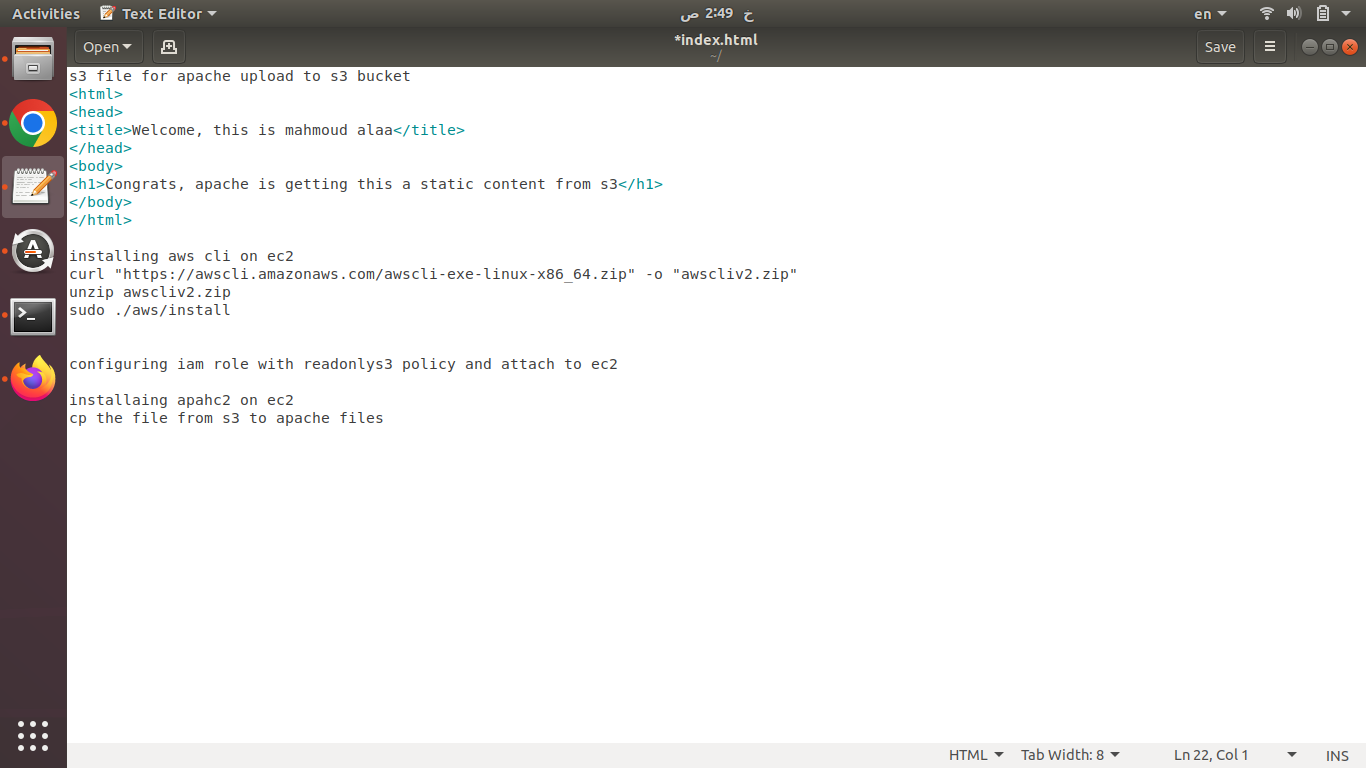 Activities Text Editor خ 2:49 ص en
Open *index.html Save
~/
s3 file for apache upload to s3 bucket
<html>
<head>
<title>Welcome, this is mahmoud alaa</title>
</head>
<body>
<h1>Congrats, apache is getting this a static content from s3</h1>
</body>
</html>
installing aws cli on ec2
curl "https://awscli.amazonaws.com/awscli-exe-linux-x86_64.zip" -o "awscliv2.zip"
unzip awscliv2.zip
sudo ./aws/install
configuring iam role with readonlys3 policy and attach to ec2
installaing apahc2 on ec2
cp the file from s3 to apache files
HTML Tab Width: 8 Ln 22, Col 1 INS